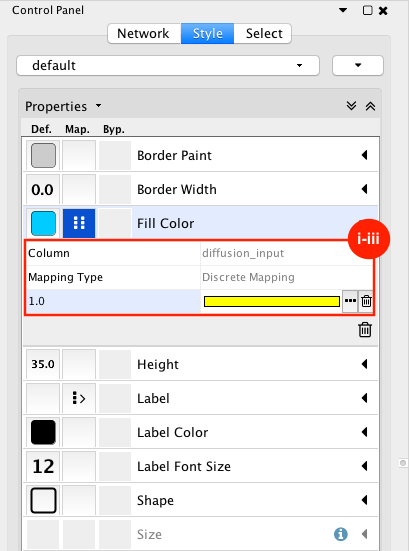 Control Panel
Network Style Select
default
Properties
Def. Map. Byp.
Border Paint
0.0 Border Width
Fill Color
i-iii
Column diffusion_input
Mapping Type Discrete Mapping
1.0
35.0 Height
Label
Label Color
12 Label Font Size
Shape
Size